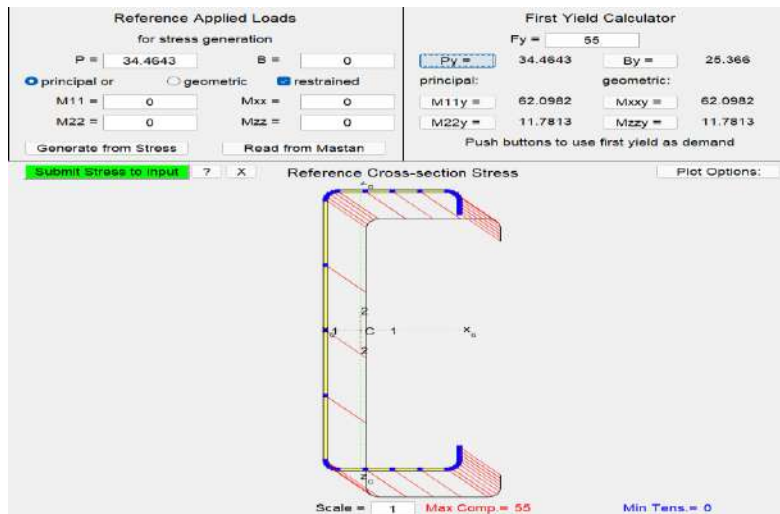 Reference Applied Loads
for stress generation
P = 34.4643 B = 0
principal or geometric restrained
M11 = 0 Mxx = 0
M22 = 0 Mzz = 0
Generate from Stress Read from Mastan
First Yield Calculator
Fy = 55
Py = 34.4643 By = 25.366
principal: geometric:
M11y = 62.0982 Mxxy = 62.0982
M22y = 11.7813 Mzzy = 11.7813
Push buttons to use first yield as demand
Submit Stress to Input ? X Reference Cross-section Stress Plot Options:
2
1 C 1 x0
2
z0
Scale = 1 Max Comp.= 55 Min Tens.= 0